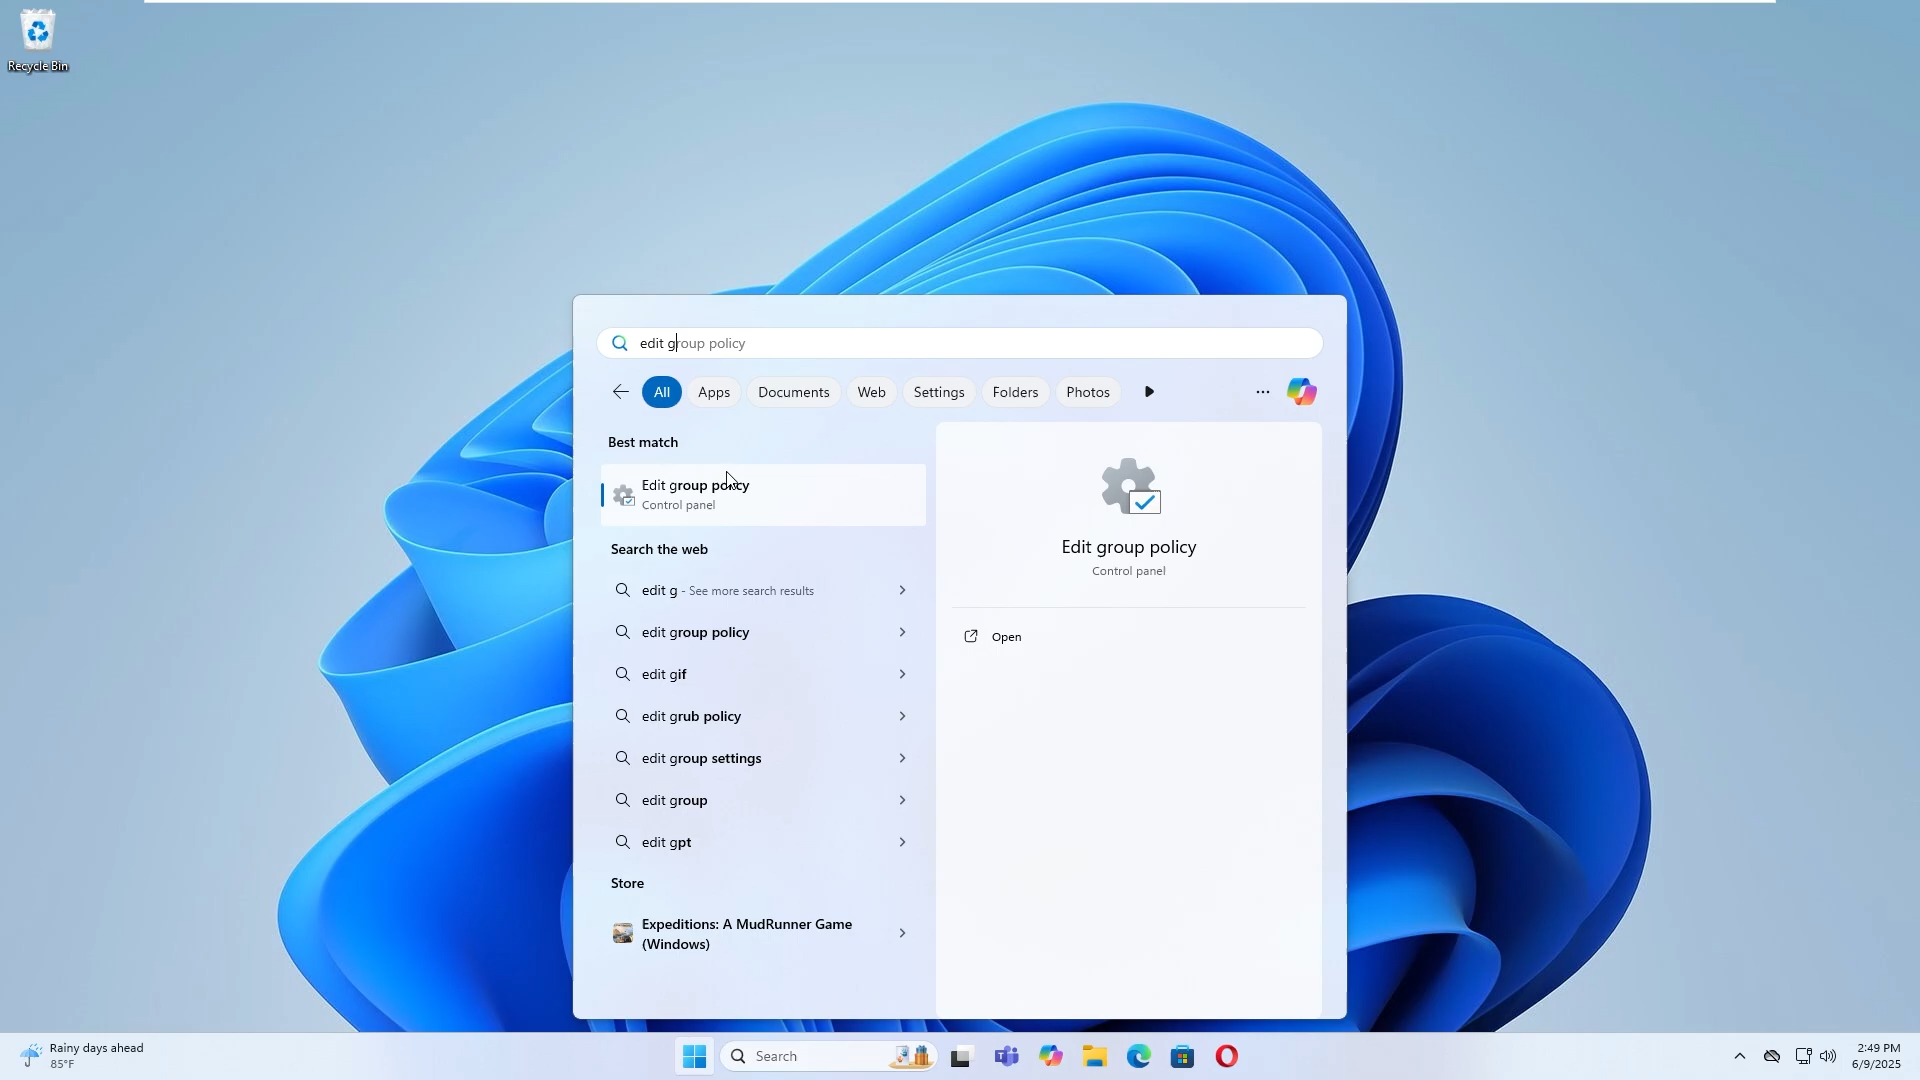 Recycle Bin
edit group policy
All
Apps
Documents
Web
Settings
Folders
Photos
Best match
Edit group policy
Control panel
Search the web
edit g - See more search results
edit group policy
edit gif
edit grub policy
edit group settings
edit group
edit gpt
Store
Expeditions: A MudRunner Game
(Windows)
Edit group policy
Control panel
Open
Rainy days ahead
85°F
Search
2:49 PM
6/9/2025